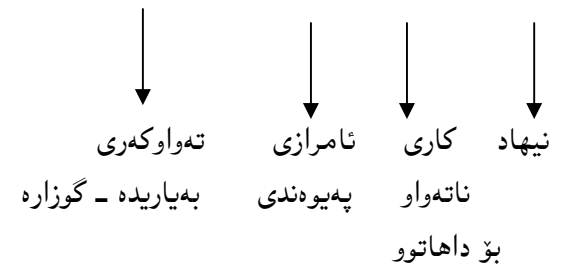 نیهاد کاری ئامرازی تەواوکەری
ناتەواو پەیوەندی بەیاریدە ـ گوزارە
بۆ داهاتوو